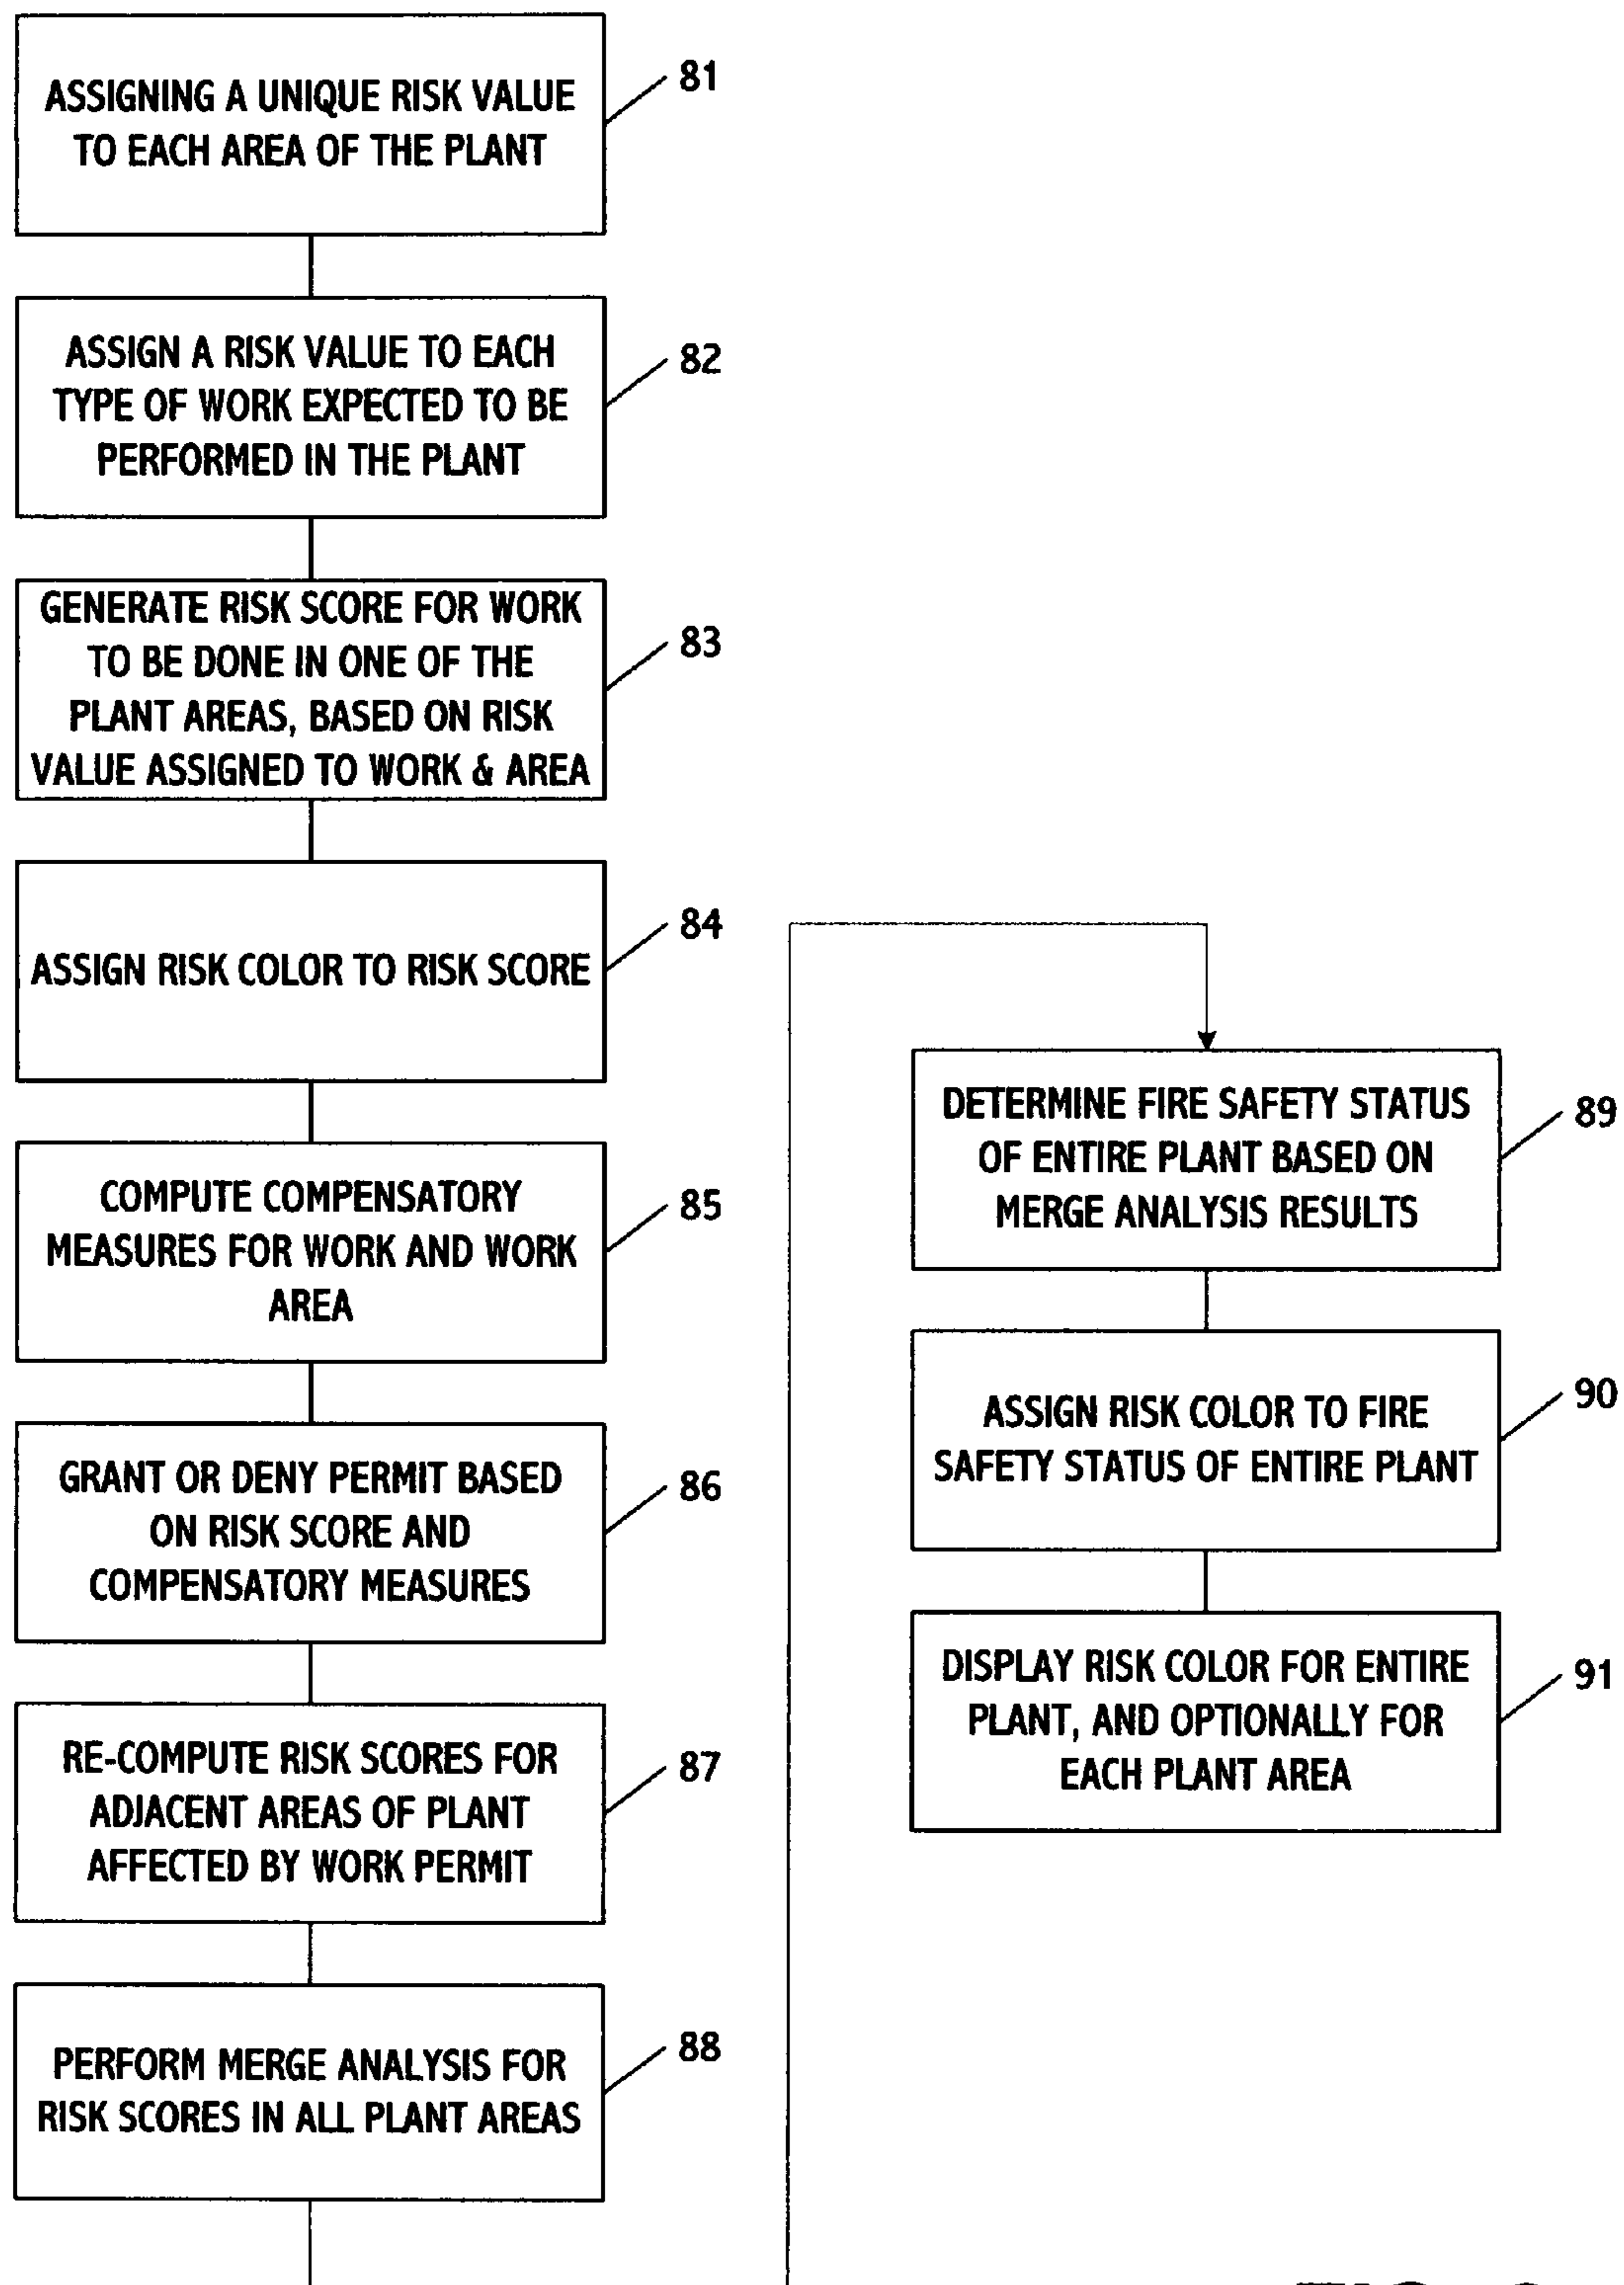 ASSIGNING A UNIQUE RISK VALUE
TO EACH AREA OF THE PLANT
81
ASSIGN A RISK VALUE TO EACH
TYPE OF WORK EXPECTED TO BE
PERFORMED IN THE PLANT
82
GENERATE RISK SCORE FOR WORK
TO BE DONE IN ONE OF THE
PLANT AREAS, BASED ON RISK
VALUE ASSIGNED TO WORK & AREA
83
ASSIGN RISK COLOR TO RISK SCORE
84
COMPUTE COMPENSATORY
MEASURES FOR WORK AND WORK
AREA
85
GRANT OR DENY PERMIT BASED
ON RISK SCORE AND
COMPENSATORY MEASURES
86
RE-COMPUTE RISK SCORES FOR
ADJACENT AREAS OF PLANT
AFFECTED BY WORK PERMIT
87
PERFORM MERGE ANALYSIS FOR
RISK SCORES IN ALL PLANT AREAS
88
DETERMINE FIRE SAFETY STATUS
OF ENTIRE PLANT BASED ON
MERGE ANALYSIS RESULTS
89
ASSIGN RISK COLOR TO FIRE
SAFETY STATUS OF ENTIRE PLANT
90
DISPLAY RISK COLOR FOR ENTIRE
PLANT, AND OPTIONALLY FOR
EACH PLANT AREA
91